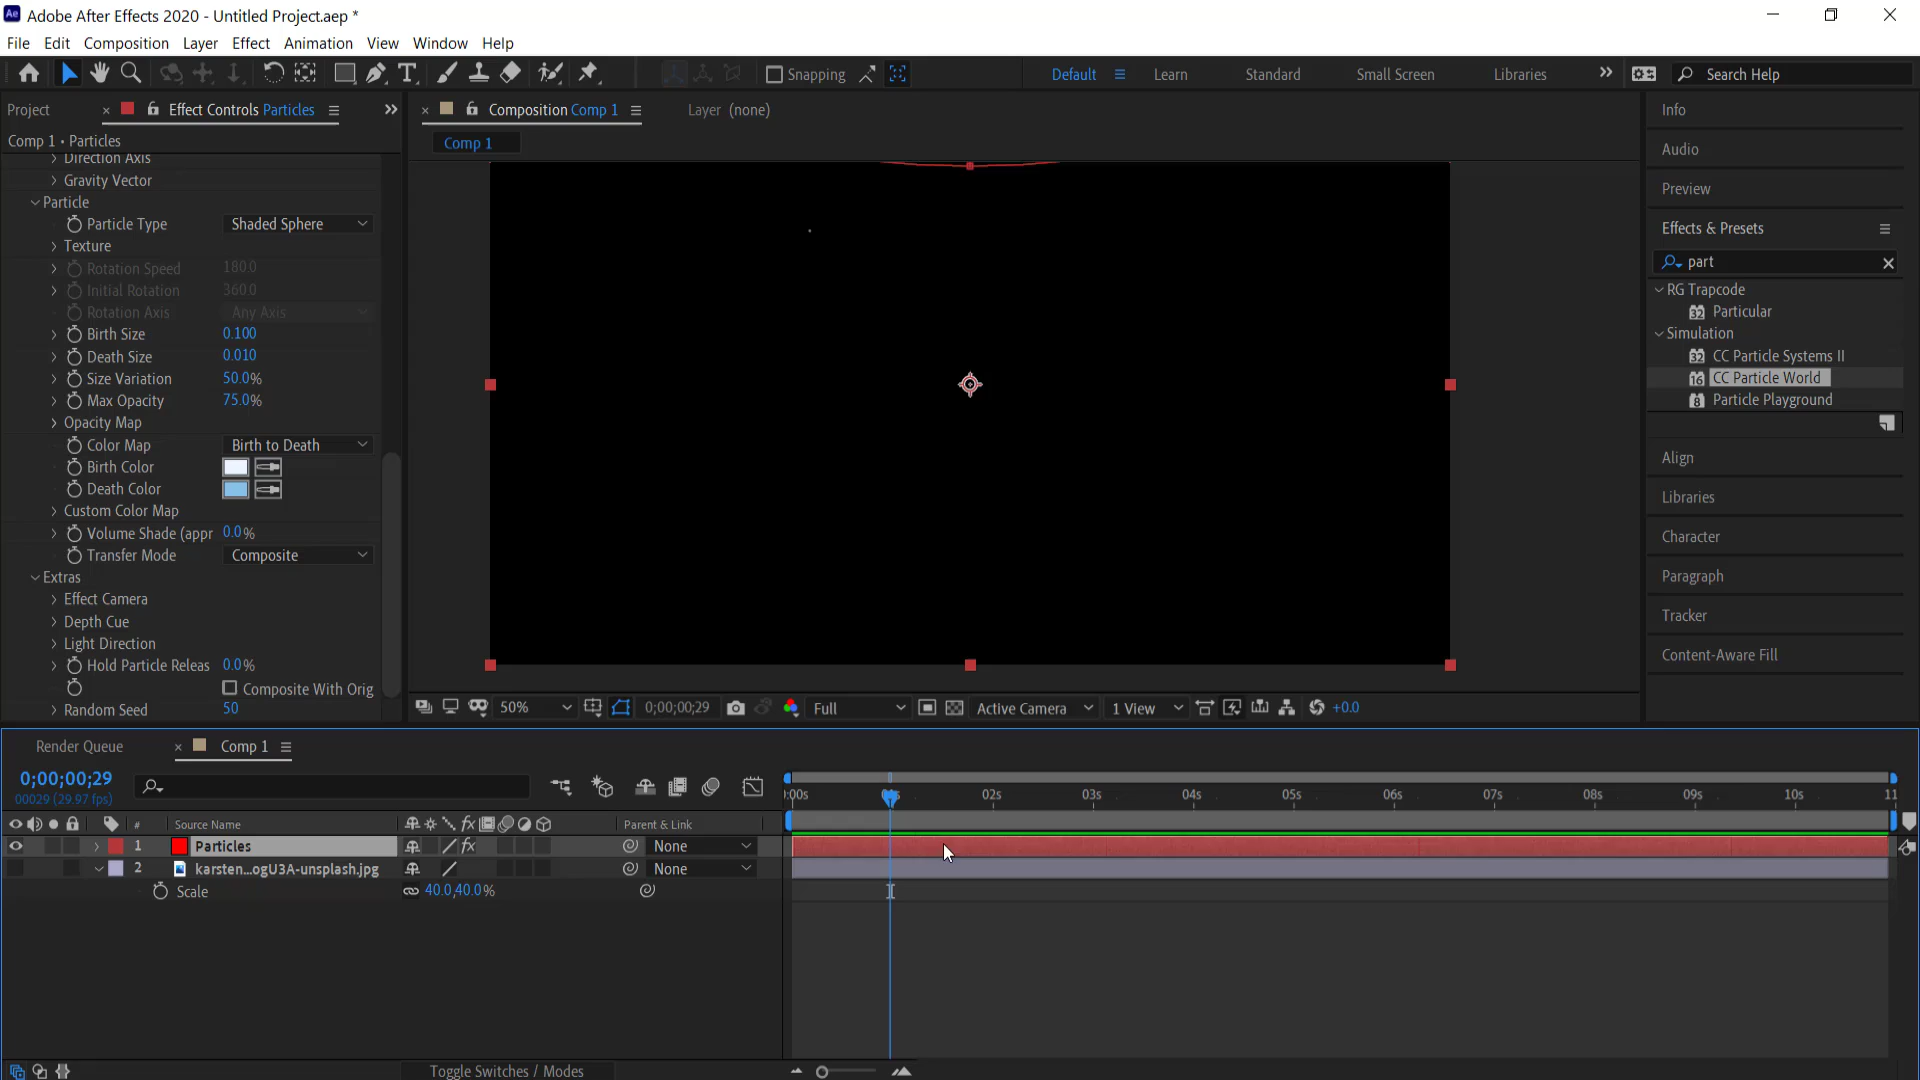 Adobe After Effects 2020 - Untitled Project.aep *
File Edit Composition Layer Effect Animation View Window Help
Snapping
Default Learn Standard Small Screen Libraries Search Help
Project Effect Controls Particles
Composition Comp 1 Layer (none)
Comp 1 • Particles
Comp 1
Direction Axis
Gravity Vector
Particle
Particle Type Shaded Sphere
Texture
Rotation Speed 180.0
Initial Rotation 360.0
Rotation Axis Any Axis
Birth Size 0.100
Death Size 0.010
Size Variation 50.0%
Max Opacity 75.0%
Opacity Map
Color Map Birth to Death
Birth Color
Death Color
Custom Color Map
Volume Shade (appr 0.0%
Transfer Mode Composite
Extras
Effect Camera
Depth Cue
Light Direction
Hold Particle Releas 0.0%
Composite With Orig
Random Seed 50
50% 0;00;00;29 Full Active Camera 1 View +0.0
Info
Audio
Preview
Effects & Presets
part
RG Trapcode
32 Particular
Simulation
32 CC Particle Systems II
16 CC Particle World
8 Particle Playground
Align
Libraries
Character
Paragraph
Tracker
Content-Aware Fill
Render Queue Comp 1
0;00;00;29
00029 (29.97 fps)
02s 03s 04s 05s 06s 07s 08s 09s 10s 11
# Source Name fx Parent & Link
1 Particles fx None
2 karsten...ogU3A-unsplash.jpg None
Scale 40.0,40.0%
Toggle Switches / Modes